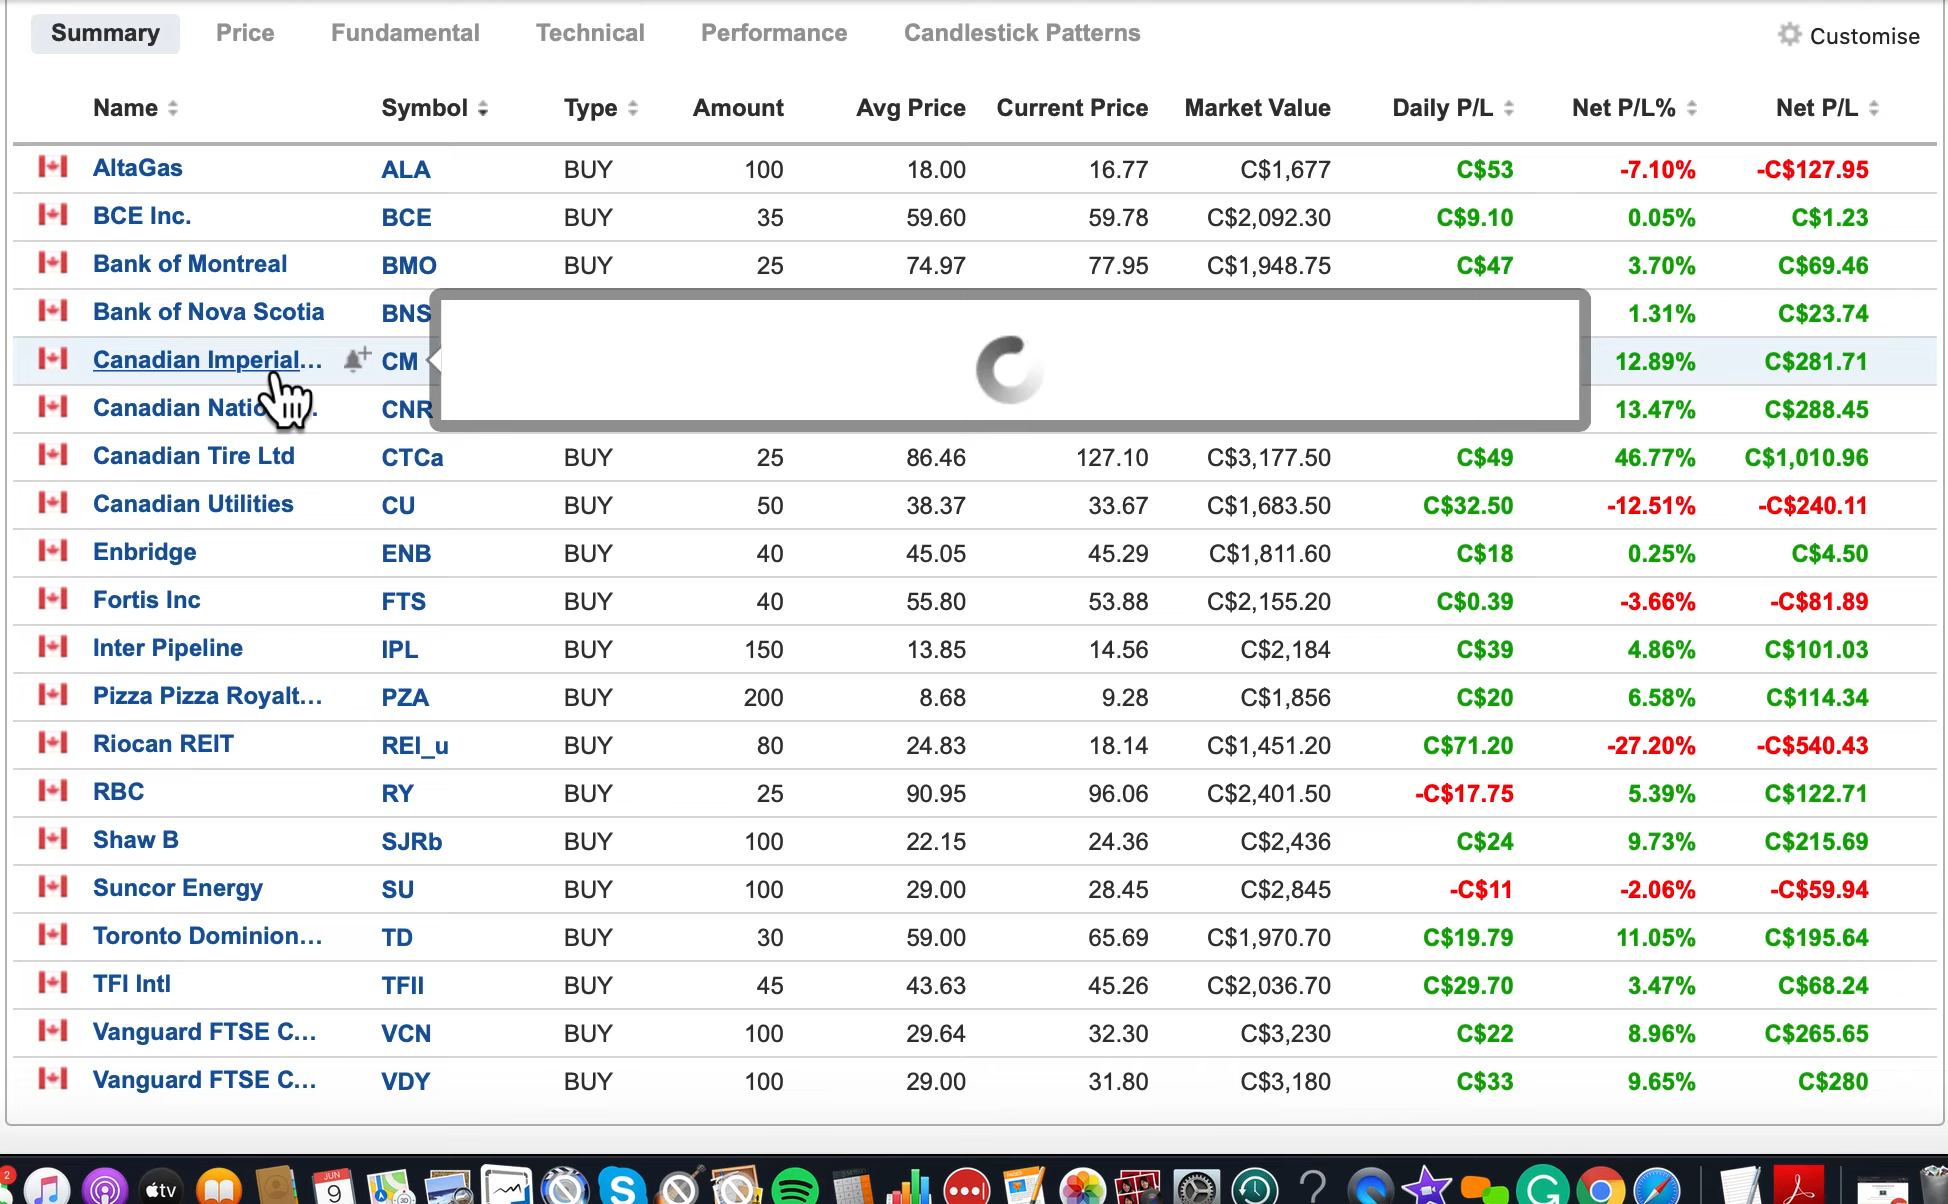 Summary Price Fundamental Technical Performance Candlestick Patterns Customise
Name Symbol Type Amount Avg Price Current Price Market Value Daily P/L Net P/L% Net P/L
AltaGas ALA BUY 100 18.00 16.77 C$1,677 C$53 -7.10% -C$127.95
BCE Inc. BCE BUY 35 59.60 59.78 C$2,092.30 C$9.10 0.05% C$1.23
Bank of Montreal BMO BUY 25 74.97 77.95 C$1,948.75 C$47 3.70% C$69.46
Bank of Nova Scotia BNS 1.31% C$23.74
Canadian Imperial... CM 12.89% C$281.71
Canadian CNR 13.47% C$288.45
Canadian Tire Ltd CTCa BUY 25 86.46 127.10 C$3,177.50 C$49 46.77% C$1,010.96
Canadian Utilities CU BUY 50 38.37 33.67 C$1,683.50 C$32.50 -12.51% -C$240.11
Enbridge ENB BUY 40 45.05 45.29 C$1,811.60 C$18 0.25% C$4.50
Fortis Inc FTS BUY 40 55.80 53.88 C$2,155.20 C$0.39 -3.66% -C$81.89
Inter Pipeline IPL BUY 150 13.85 14.56 C$2,184 C$39 4.86% C$101.03
Pizza Pizza Royalt... PZA BUY 200 8.68 9.28 C$1,856 C$20 6.58% C$114.34
Riocan REIT REI_u BUY 80 24.83 18.14 C$1,451.20 C$71.20 -27.20% -C$540.43
RBC RY BUY 25 90.95 96.06 C$2,401.50 -C$17.75 5.39% C$122.71
Shaw B SJRb BUY 100 22.15 24.36 C$2,436 C$24 9.73% C$215.69
Suncor Energy SU BUY 100 29.00 28.45 C$2,845 -C$11 -2.06% -C$59.94
Toronto Dominion... TD BUY 30 59.00 65.69 C$1,970.70 C$19.79 11.05% C$195.64
TFI Intl TFII BUY 45 43.63 45.26 C$2,036.70 C$29.70 3.47% C$68.24
Vanguard FTSE C... VCN BUY 100 29.64 32.30 C$3,230 C$22 8.96% C$265.65
Vanguard FTSE C... VDY BUY 100 29.00 31.80 C$3,180 C$33 9.65% C$280
2 tv JUN 9 3D S ? G